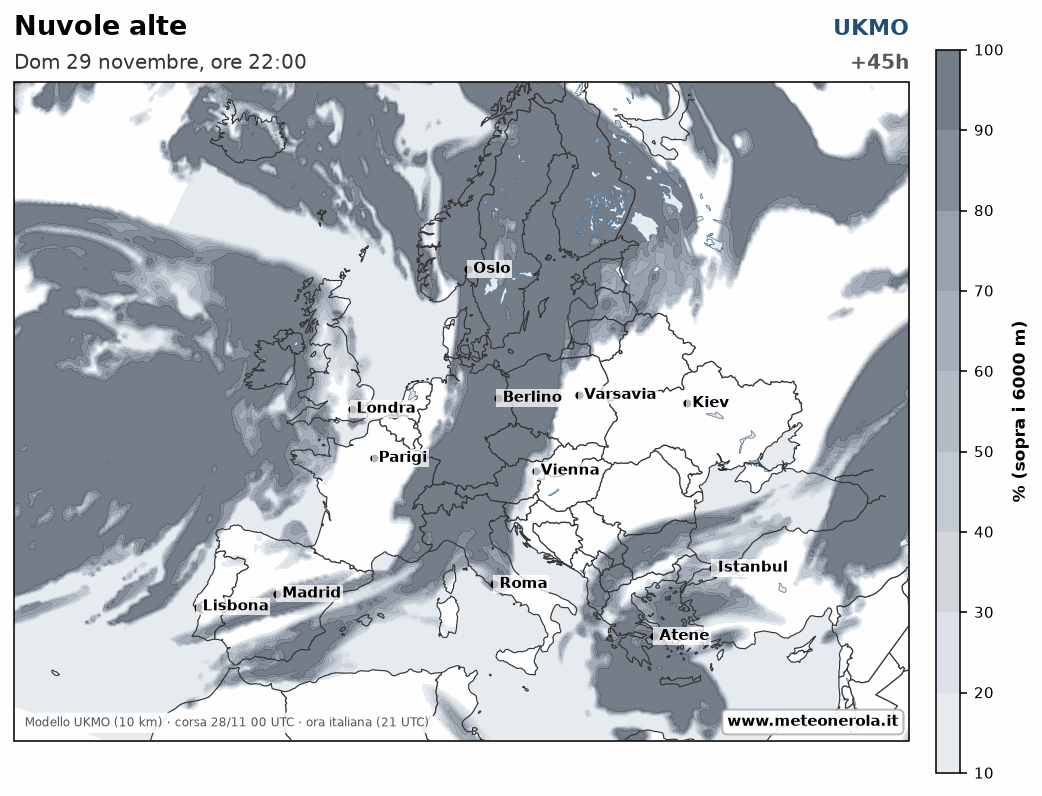 Nuvole alte
UKMO
Dom 29 novembre, ore 22:00
+45h
100
90
80
70
60
50
40
30
20
10
% (sopra i 6000 m)
Oslo
Berlino
Varsavia
Kiev
Londra
Parigi
Vienna
Istanbul
Roma
Madrid
Lisbona
Atene
Modello UKMO (10 km) · corsa 28/11 00 UTC · ora italiana (21 UTC)
www.meteonerola.it